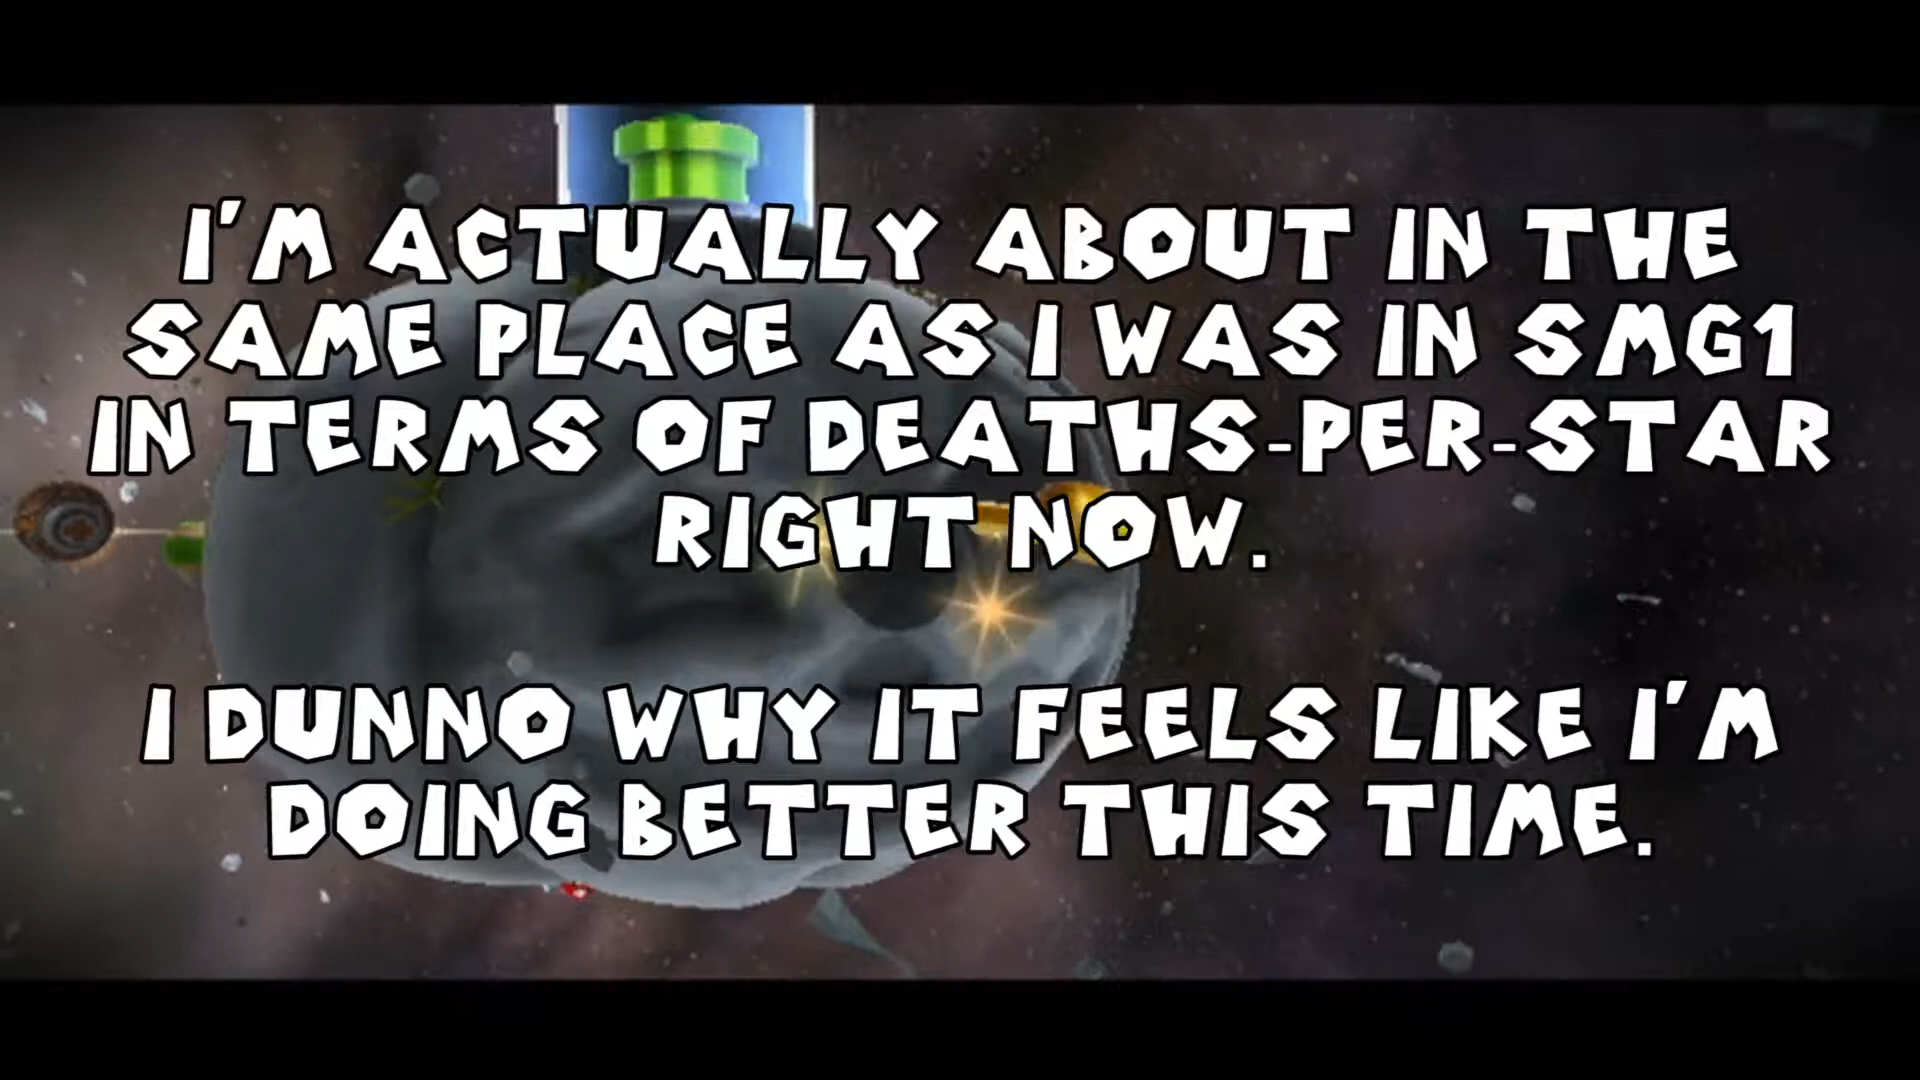 I'M ACTUALLY ABOUT IN THE
SAME PLACE AS I WAS IN SMG1
IN TERMS OF DEATHS-PER-STAR
RIGHT NOW.
I DUNNO WHY IT FEELS LIKE I'M
DOING BETTER THIS TIME.